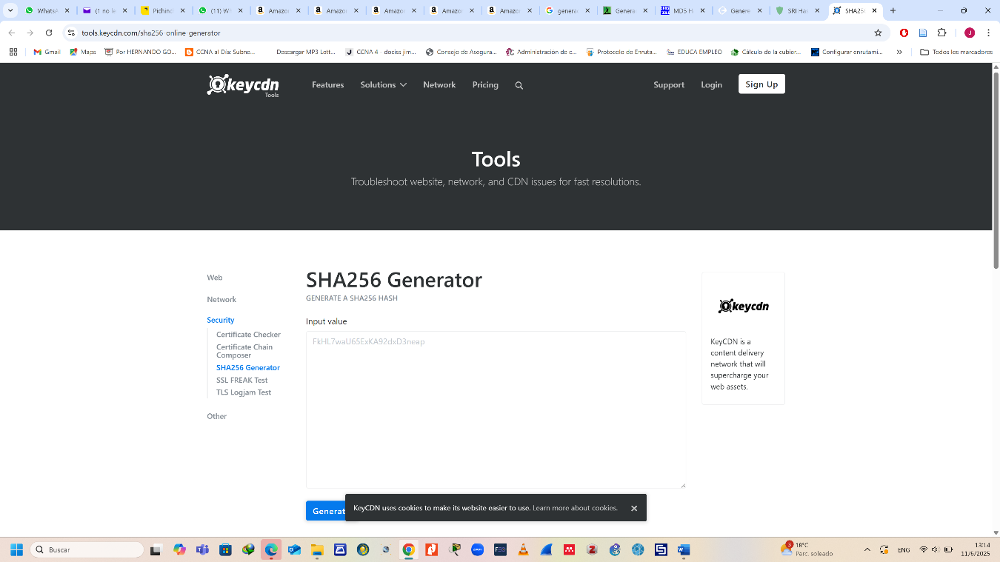 WhatsA
(1) no le
Pichinc
(11) Wh
Amazo
Amazo
Amazo
Amazo
Amazo
generac
Genera
MD5 H
Genere
SRI Has
SHA256
tools.keycdn.com/sha256-online-generator
J
Gmail
Maps
Por HERNANDO GO...
CCNA al Día: Subne...
Descargar MP3 Lett...
CCNA 4 - dociss jim...
Consejo de Asegura...
Administracion de c...
Protocolo de Enruta...
EDUCA EMPLEO
Cálculo de la cubier...
Configurar enrutami...
Todos los marcadores
keycdn
Tools
Features
Solutions
Network
Pricing
Support
Login
Sign Up
Tools
Troubleshoot website, network, and CDN issues for fast resolutions.
Web
Network
Security
Certificate Checker
Certificate Chain
Composer
SHA256 Generator
SSL FREAK Test
TLS Logjam Test
Other
SHA256 Generator
GENERATE A SHA256 HASH
Input value
FkHL7waU65ExKA92dxD3neap
keycdn
KeyCDN is a
content delivery
network that will
supercharge your
web assets.
Generat
KeyCDN uses cookies to make its website easier to use. Learn more about cookies.
Buscar
zoom
3
18°C
Parc. soleado
ENG
13:14
11/6/2025